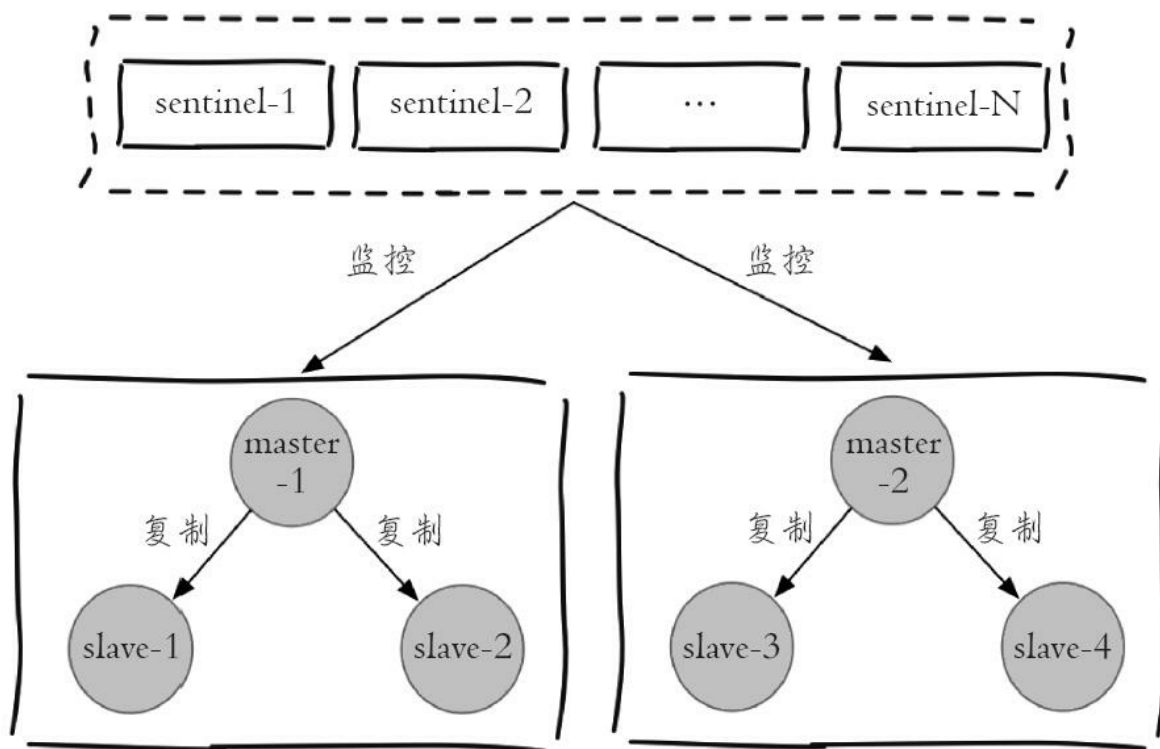 sentinel-1
sentinel-2
...
sentinel-N
监控
监控
master
-1
master
-2
复制
复制
复制
复制
slave-1
slave-2
slave-3
slave-4